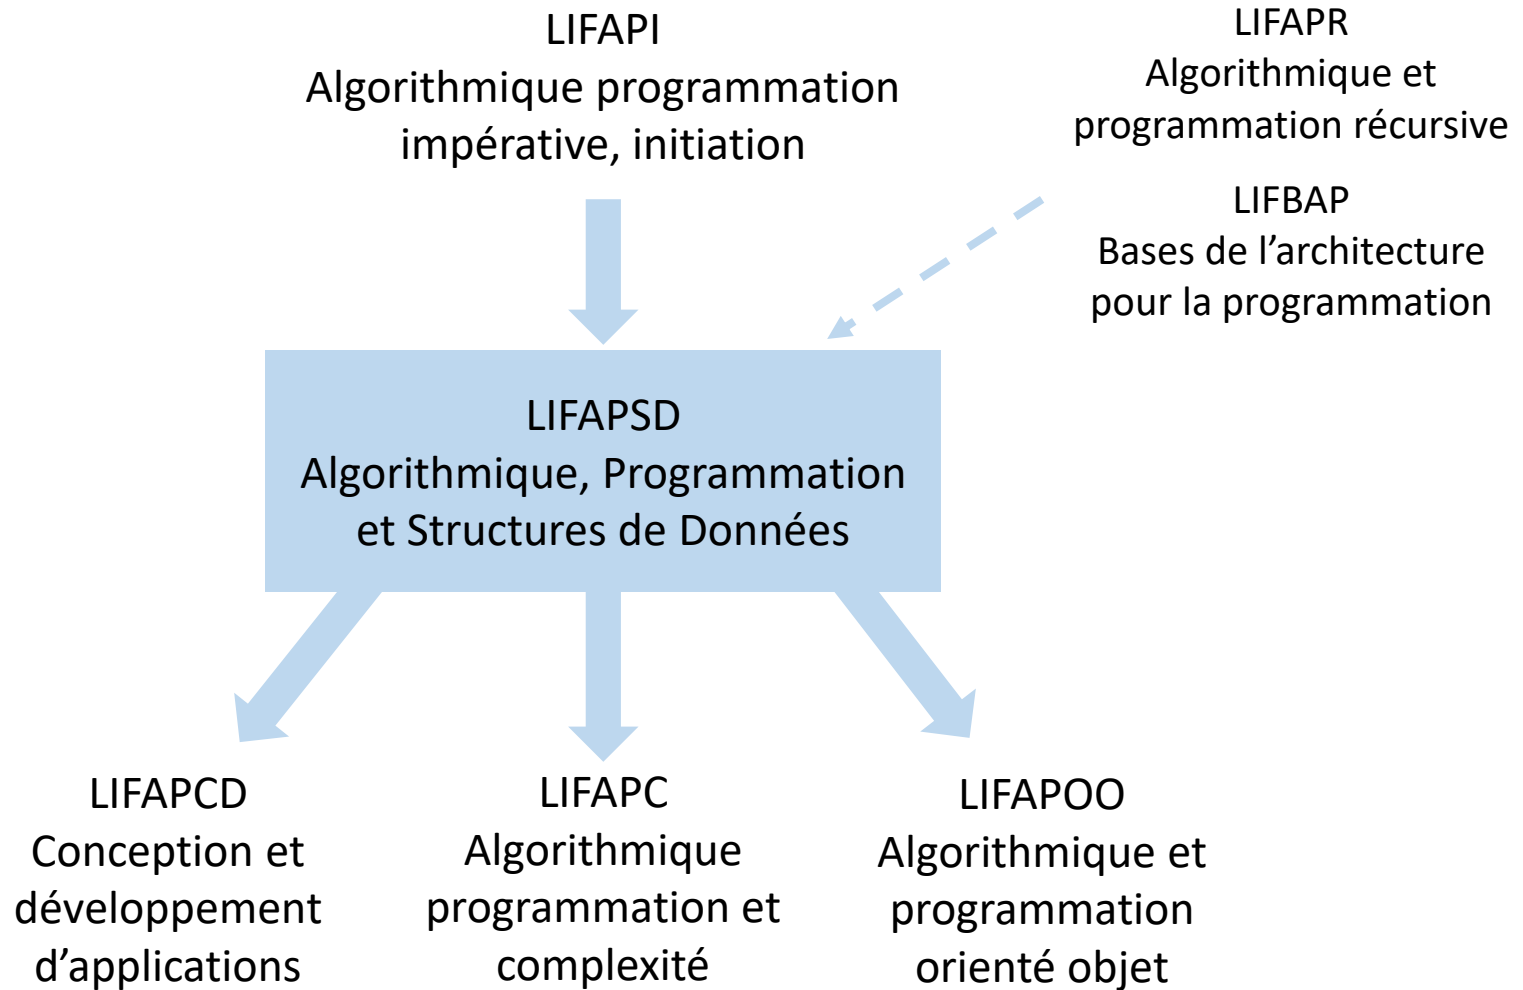 LIFAPI
Algorithmique programmation
impérative, initiation
LIFAPR
Algorithmique et
programmation récursive
LIFBAP
Bases de l’architecture
pour la programmation
LIFAPSD
Algorithmique, Programmation
et Structures de Données
LIFAPCD
Conception et
développement
d’applications
LIFAPC
Algorithmique
programmation et
complexité
LIFAPOO
Algorithmique et
programmation
orienté objet